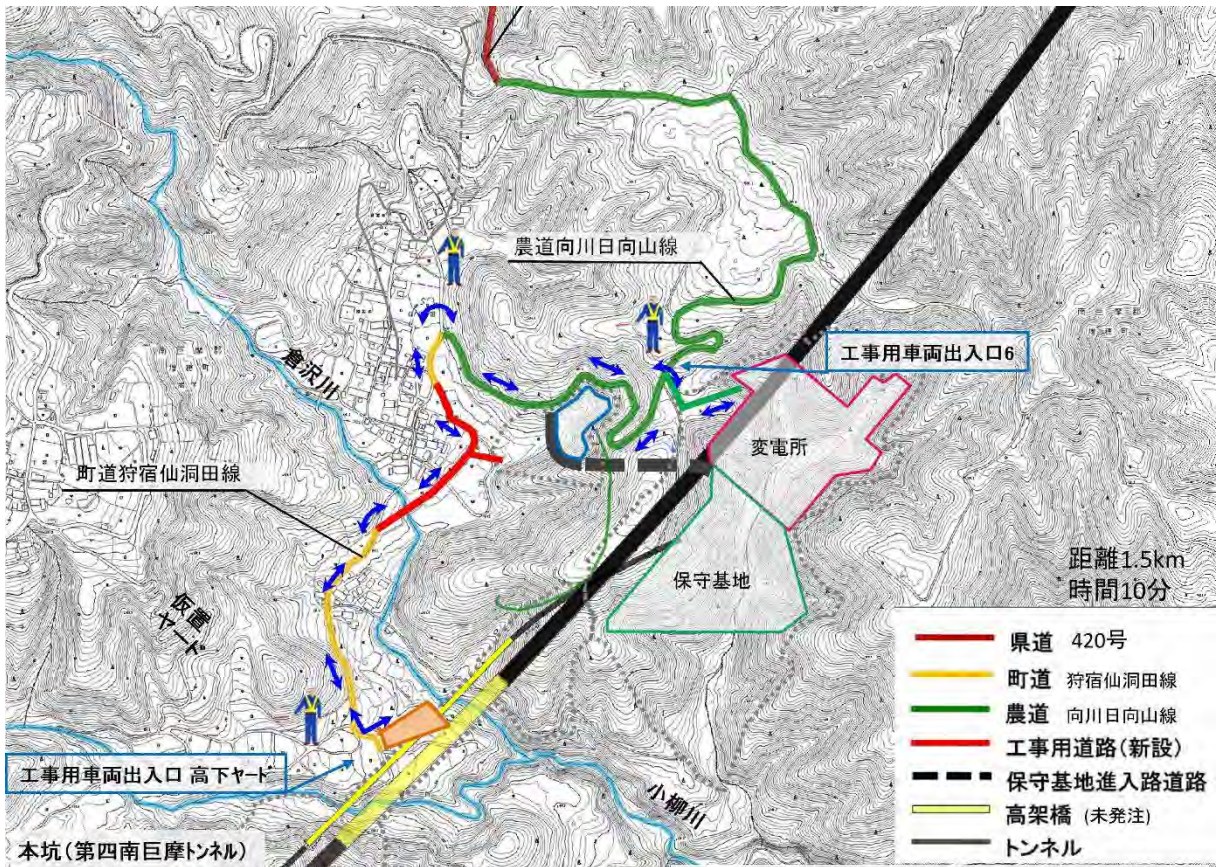 農道向川日向山線
工事用車両出入口6
倉沢川
変電所
町道狩宿仙洞田線
保守基地
距離1.5km
時間10分
仮置
ヤード
県道 420号
町道 狩宿仙洞田線
農道 向川日向山線
工事用道路(新設)
保守基地進入路道路
高架橋 (未発注)
トンネル
工事用車両出入口 高下ヤード
小柳川
本坑(第四南巨摩トンネル)